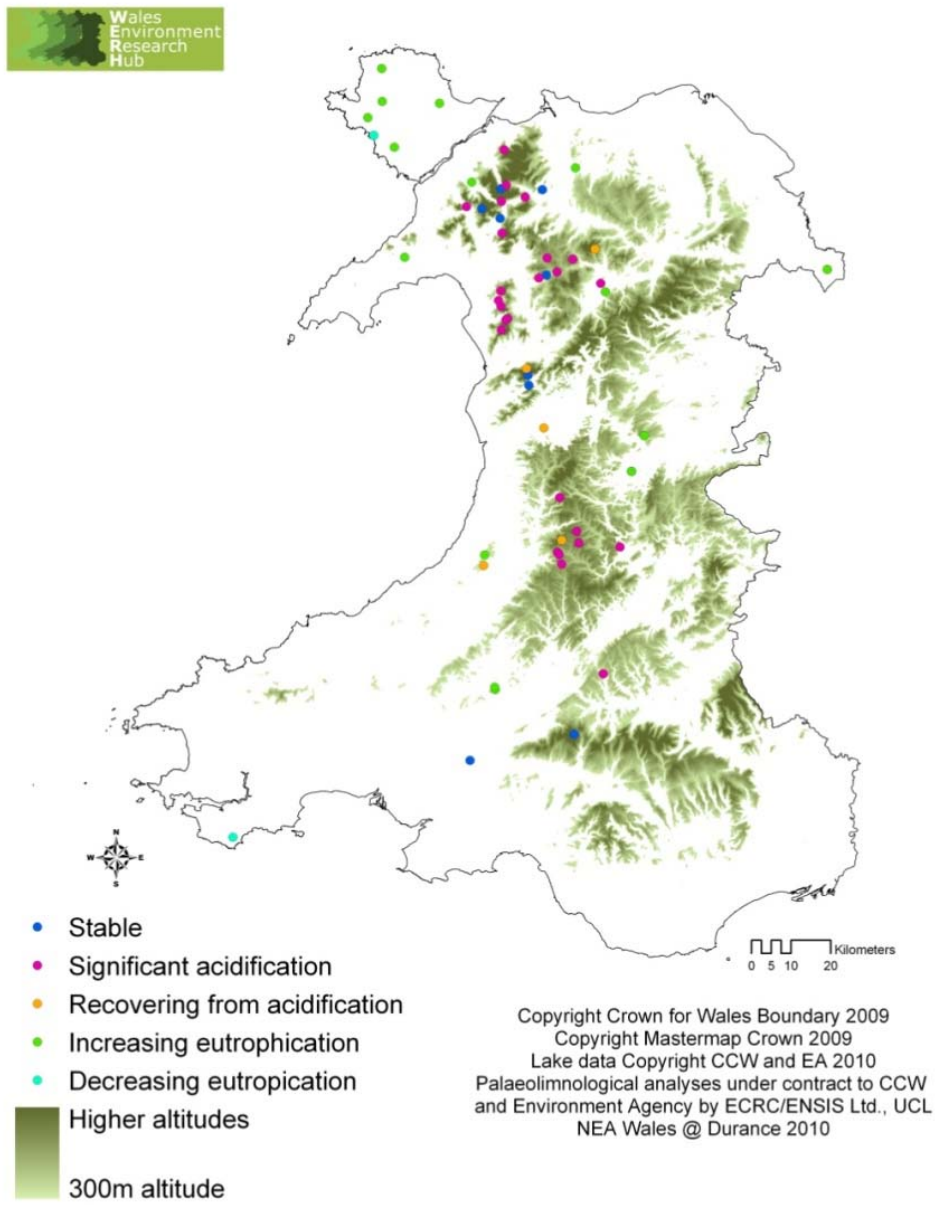 Wales
Environment
Research
Hub
N
W E
S
Stable
Significant acidification
Recovering from acidification
Increasing eutrophication
Decreasing eutropication
Higher altitudes
300m altitude
Kilometers
0 5 10 20
Copyright Crown for Wales Boundary 2009
Copyright Mastermap Crown 2009
Lake data Copyright CCW and EA 2010
Palaeolimnological analyses under contract to CCW
and Environment Agency by ECRC/ENSIS Ltd., UCL
NEA Wales @ Durance 2010